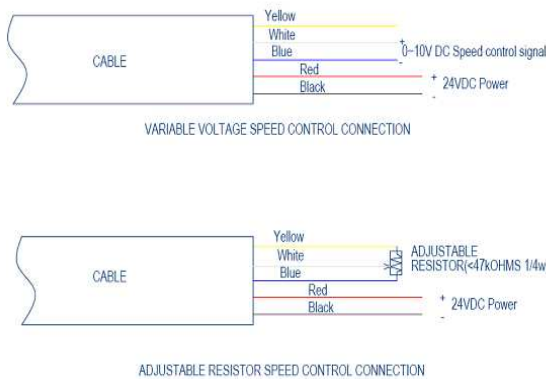 Yellow
White
Blue
CABLE
+
0-10V DC Speed control signal
-
Red
Black
+
24VDC Power
-
VARIABLE VOLTAGE SPEED CONTROL CONNECTION
Yellow
White
Blue
CABLE
ADJUSTABLE
RESISTOR(<47kOHMS 1/4w
Red
Black
+
24VDC Power
-
ADJUSTABLE RESISTOR SPEED CONTROL CONNECTION